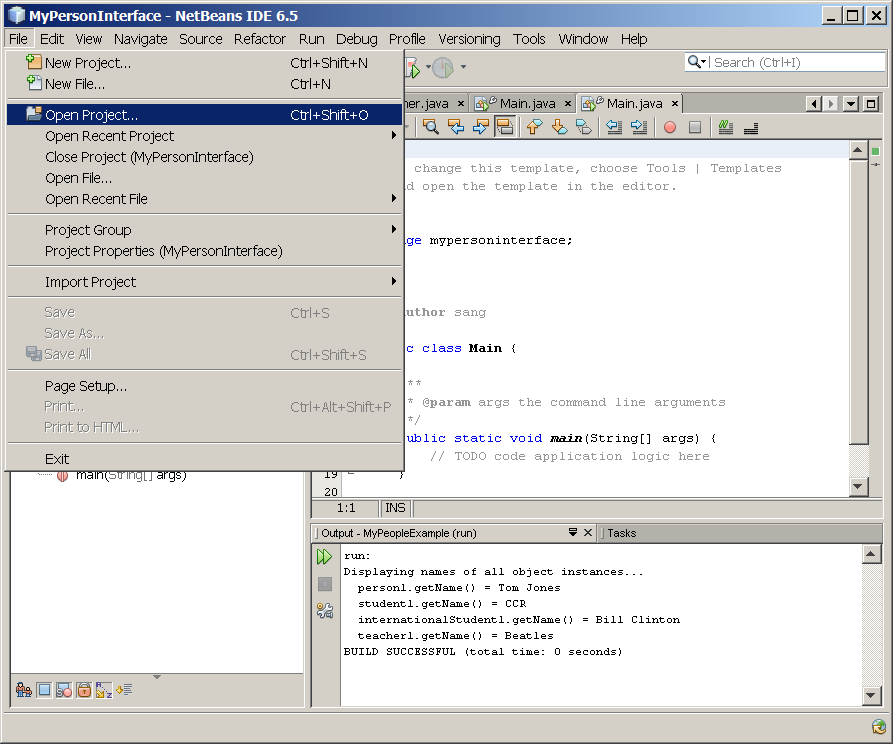 MyPersonInterface - NetBeans IDE 6.5
File Edit View Navigate Source Refactor Run Debug Profile Versioning Tools Window Help
New Project... Ctrl+Shift+N
Search (Ctrl+I)
New File... Ctrl+N
her.java × Main.java × Main.java ×
Open Project... Ctrl+Shift+O
Open Recent Project
Close Project (MyPersonInterface)
Open File...
Open Recent File
Project Group
Project Properties (MyPersonInterface)
Import Project
Save Ctrl+S
Save As...
Save All Ctrl+Shift+S
Page Setup...
Print... Ctrl+Alt+Shift+P
Print to HTML...
Exit
change this template, choose Tools | Templates
d open the template in the editor.
ge mypersoninterface;
uthor sang
c class Main {
**
* @param args the command line arguments
*/
ublic static void main(String[] args) {
// TODO code application logic here
19 }
20
main(String[] args)
1:1 INS
Output - MyPeopleExample (run) Tasks
run:
Displaying names of all object instances...
person1.getName() = Tom Jones
student1.getName() = CCR
internationalStudent1.getName() = Bill Clinton
teacher1.getName() = Beatles
BUILD SUCCESSFUL (total time: 0 seconds)